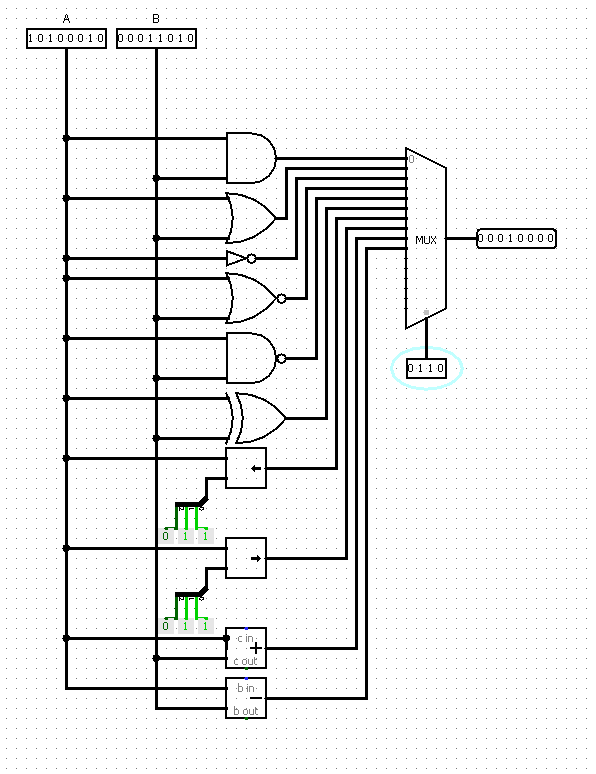 A B
10100010 00011010
0
MUX
00010000
0110
0 1 1
0 1 1
c in
+
c out
b in
−
b out